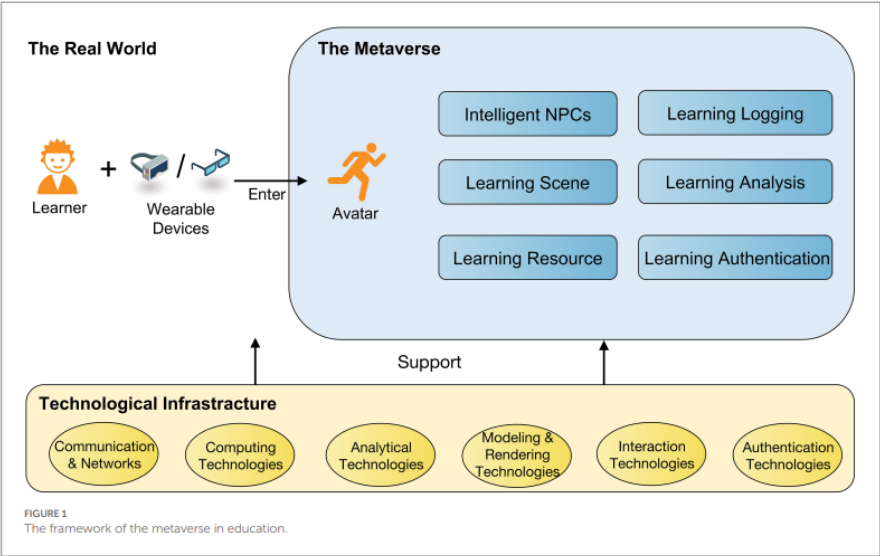 The Real World
The Metaverse
Intelligent NPCs
Learning Logging
Learner
+
/
Wearable
Devices
Enter
Avatar
Learning Scene
Learning Analysis
Learning Resource
Learning Authentication
Support
Technological Infrastracture
Communication
& Networks
Computing
Technologies
Analytical
Technologies
Modeling &
Rendering
Technologies
Interaction
Technologies
Authentication
Technologies
FIGURE 1
The framework of the metaverse in education.